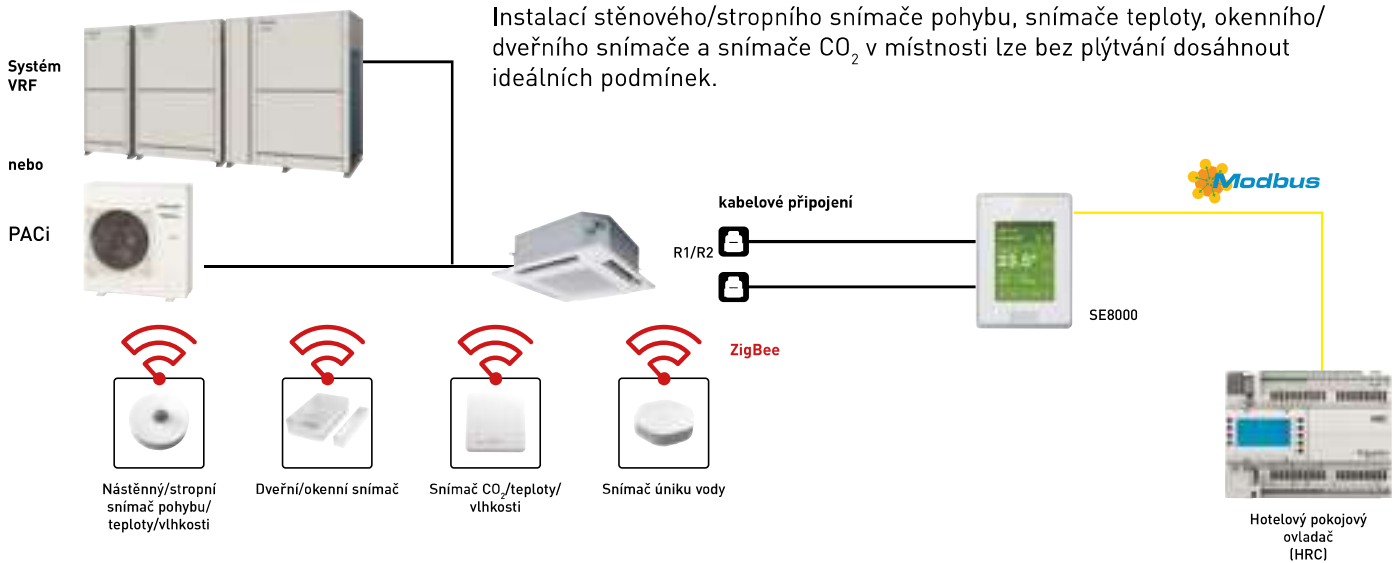 Instalací stěnového/stropního snímače pohybu, snímače teploty, okenního/
dveřního snímače a snímače CO₂ v místnosti lze bez plýtvání dosáhnout
ideálních podmínek.
Systém
VRF
nebo
PACi
kabelové připojení
R1/R2
Modbus
23.5°
SE8000
ZigBee
Nástěnný/stropní
snímač pohybu/
teploty/vlhkosti
Dveřní/okenní snímač
Snímač CO₂/teploty/
vlhkosti
Snímač úniku vody
Hotelový pokojový
ovladač
(HRC)